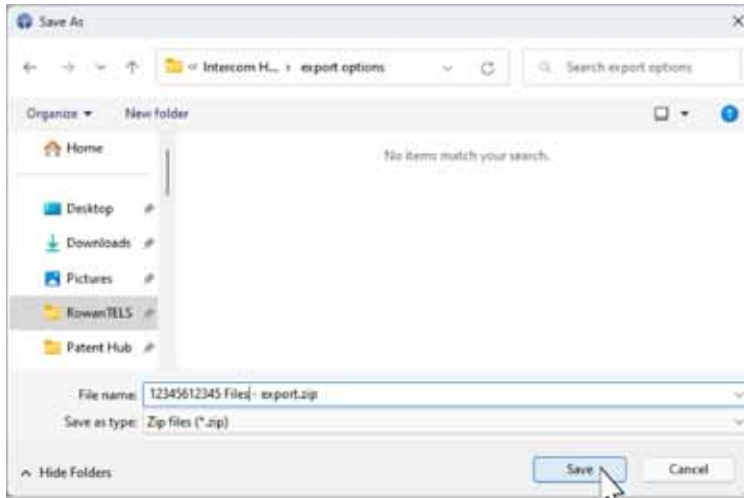 Save As
Intercom H... › export options
Search export options
Organize
New folder
Home
No items match your search.
Desktop
Downloads
Pictures
RowanTELS
Patent Hub
File name: 12345612345 Files - export.zip
Save as type: Zip files (*.zip)
Hide Folders
Save
Cancel